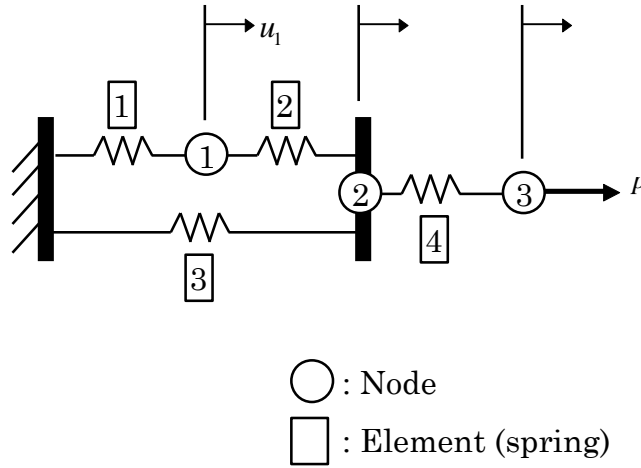 u₁
1 2
1
2 3
3 4
: Node
: Element (spring)